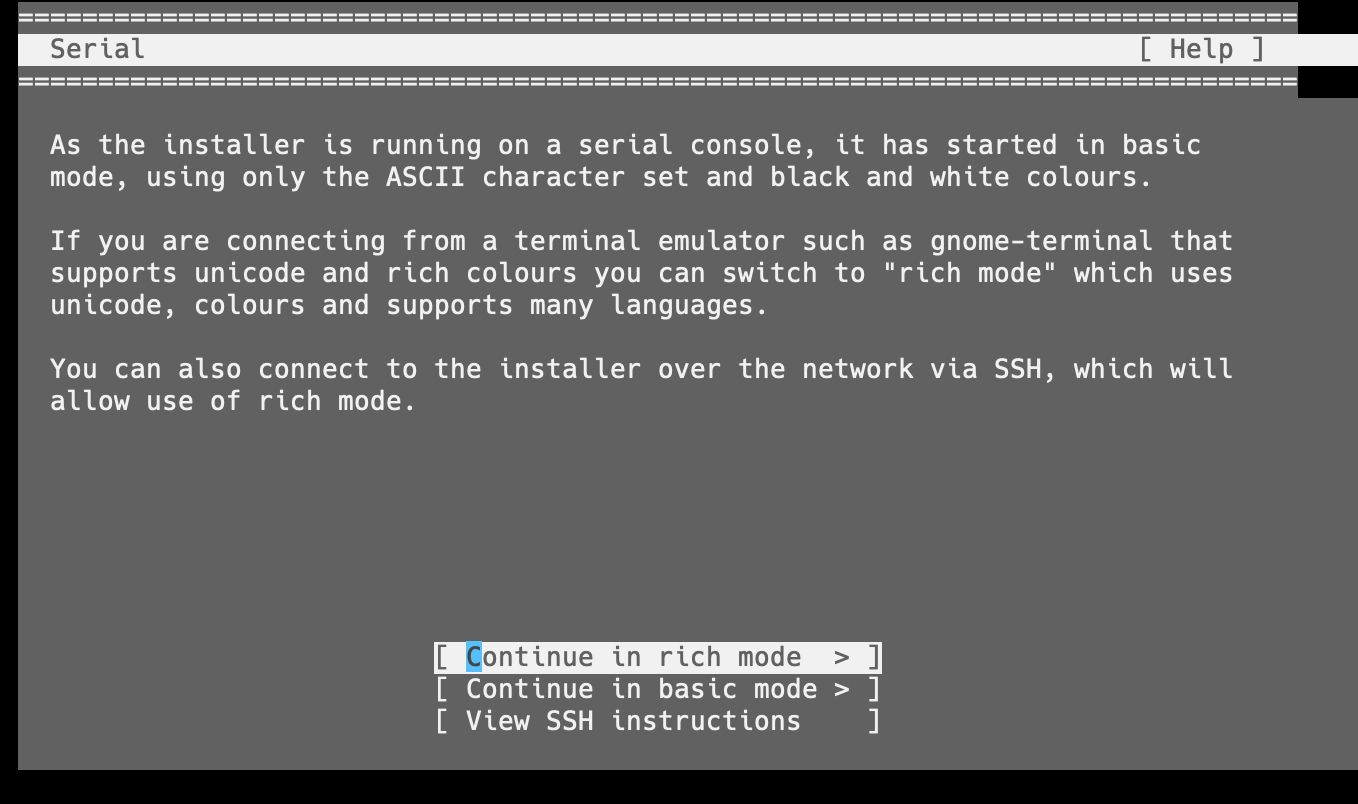 ================================================================================
Serial [ Help ]
================================================================================
As the installer is running on a serial console, it has started in basic
mode, using only the ASCII character set and black and white colours.
If you are connecting from a terminal emulator such as gnome-terminal that
supports unicode and rich colours you can switch to "rich mode" which uses
unicode, colours and supports many languages.
You can also connect to the installer over the network via SSH, which will
allow use of rich mode.
[ Continue in rich mode  > ]
[ Continue in basic mode > ]
[ View SSH instructions    ]